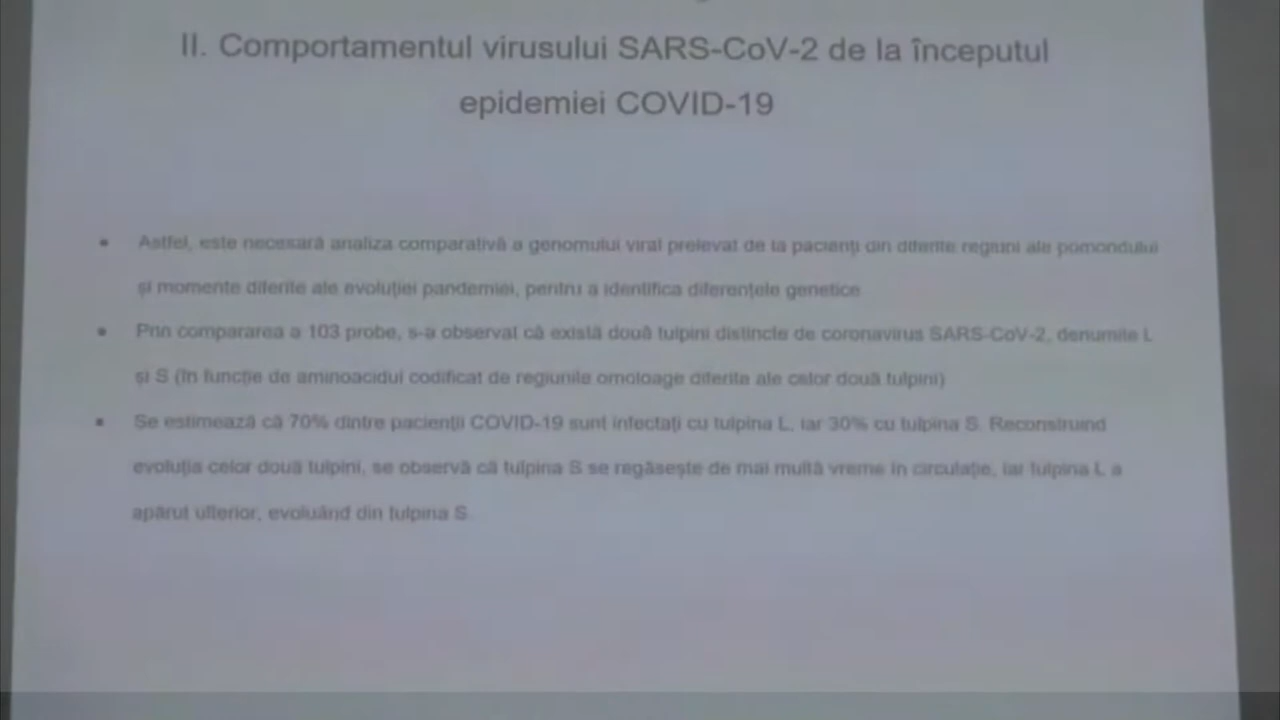 II. Comportamentul virusului SARS-CoV-2 de la începutul
epidemiei COVID-19
Astfel, este necesară analiza comparativă a genomului viral prelevat de la pacienți din diferite regiuni ale pomondului
și momente diferite ale evoluției pandemiei, pentru a identifica diferențele genetice
Prin compararea a 103 probe, s-a observat că există două tulpini distincte de coronavirus SARS-CoV-2, denumite L
și S (în funcție de aminoacidul codificat de regiunile omoloage diferite ale celor două tulpini)
Se estimează că 70% dintre pacienții COVID-19 sunt infectați cu tulpina L, iar 30% cu tulpina S. Reconstruind
evoluția celor două tulpini, se observă că tulpina S se regăsește de mai multă vreme în circulație, iar tulpina L a
apărut ulterior, evoluând din tulpina S.